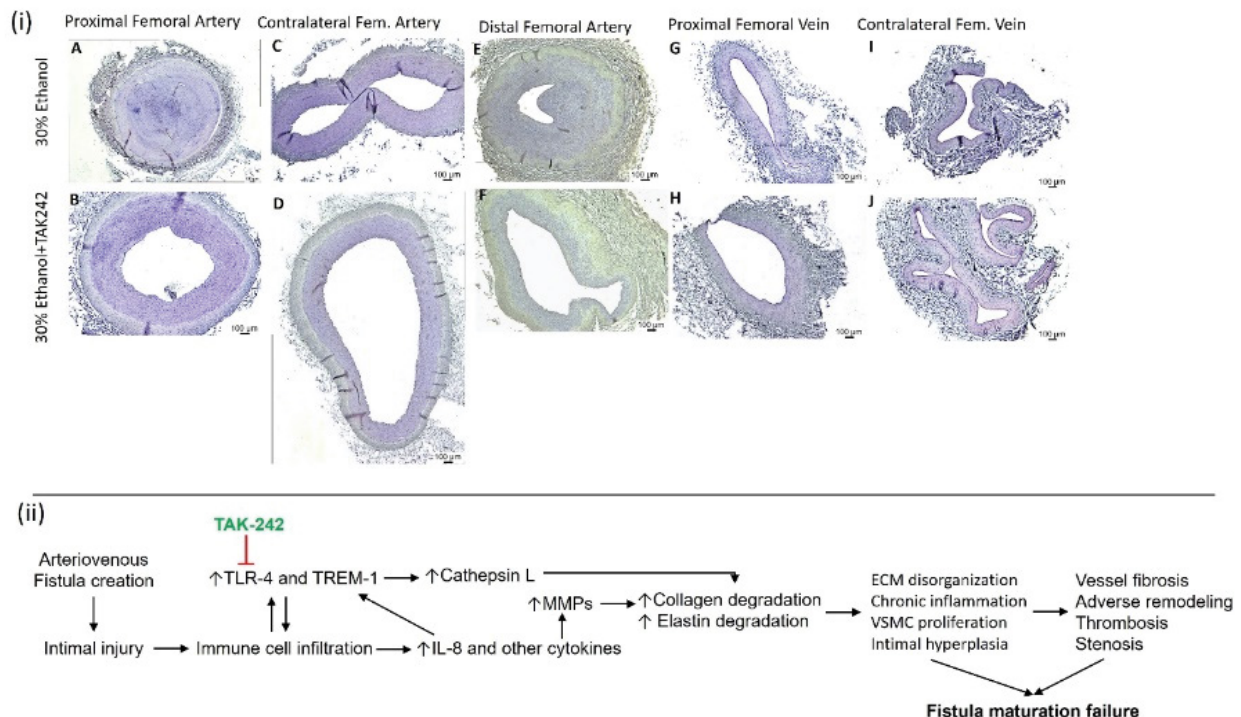 (i)
Proximal Femoral Artery
Contralateral Fem. Artery
Distal Femoral Artery
Proximal Femoral Vein
Contralateral Fem. Vein
30% Ethanol
A
100 µm
C
100 µm
E
100 µm
G
100 µm
I
100 µm
30% Ethanol+TAK242
B
100 µm
D
100 µm
F
100 µm
H
100 µm
J
100 µm
(ii)
TAK-242
Arteriovenous
Fistula creation
↑TLR-4 and TREM-1
↑Cathepsin L
↑MMPs
↑Collagen degradation
↑ Elastin degradation
ECM disorganization
Chronic inflammation
VSMC proliferation
Intimal hyperplasia
Vessel fibrosis
Adverse remodeling
Thrombosis
Stenosis
Intimal injury
Immune cell infiltration
↑IL-8 and other cytokines
Fistula maturation failure